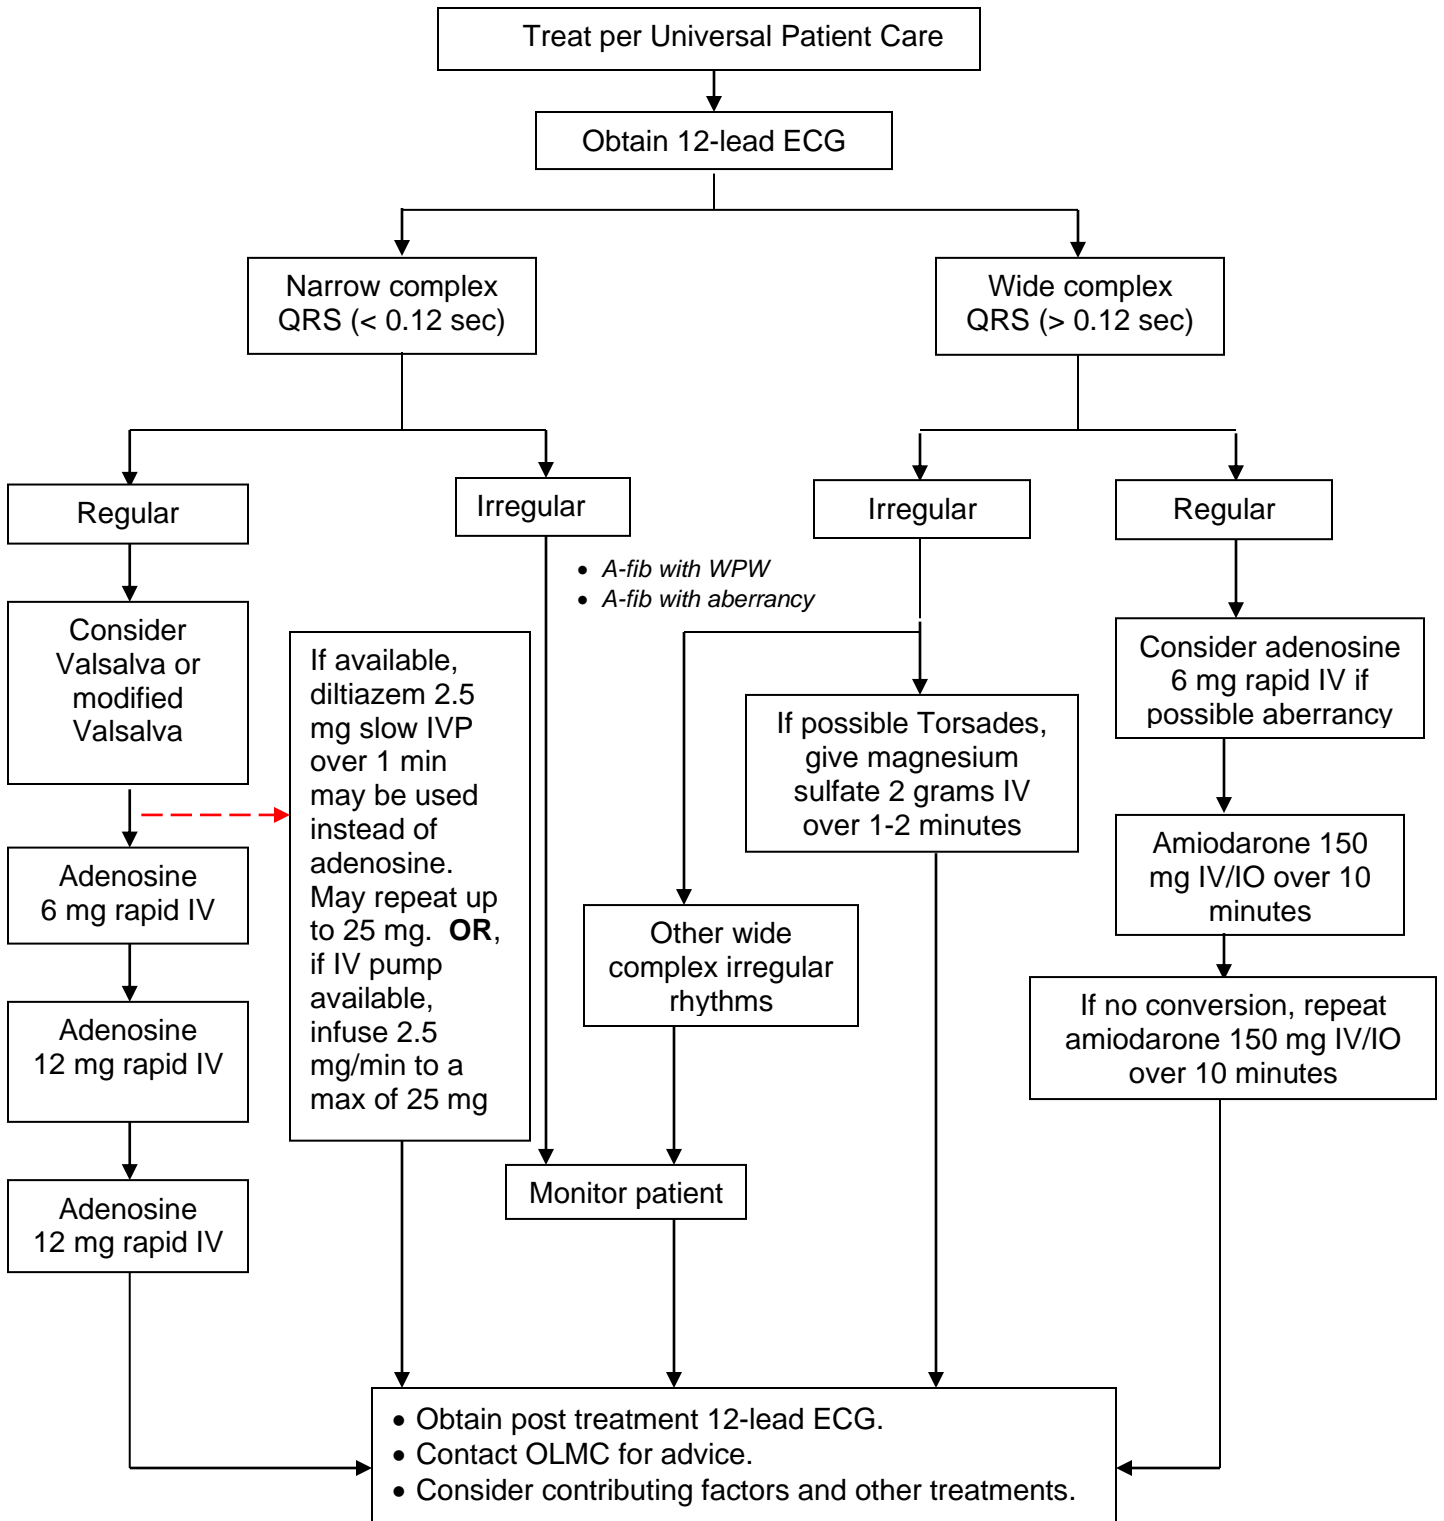 Treat per Universal Patient Care
Obtain 12-lead ECG
Narrow complex
QRS (< 0.12 sec)
Wide complex
QRS (> 0.12 sec)
Regular
Irregular
Irregular
Regular
• A-fib with WPW
• A-fib with aberrancy
Consider
Valsalva or
modified
Valsalva
If available,
diltiazem 2.5
mg slow IVP
over 1 min
may be used
instead of
adenosine.
May repeat up
to 25 mg.  OR,
if IV pump
available,
infuse 2.5
mg/min to a
max of 25 mg
If possible Torsades,
give magnesium
sulfate 2 grams IV
over 1-2 minutes
Consider adenosine
6 mg rapid IV if
possible aberrancy
Adenosine
6 mg rapid IV
Amiodarone 150
mg IV/IO over 10
minutes
Other wide
complex irregular
rhythms
Adenosine
12 mg rapid IV
If no conversion, repeat
amiodarone 150 mg IV/IO
over 10 minutes
Adenosine
12 mg rapid IV
Monitor patient
• Obtain post treatment 12-lead ECG.
• Contact OLMC for advice.
• Consider contributing factors and other treatments.